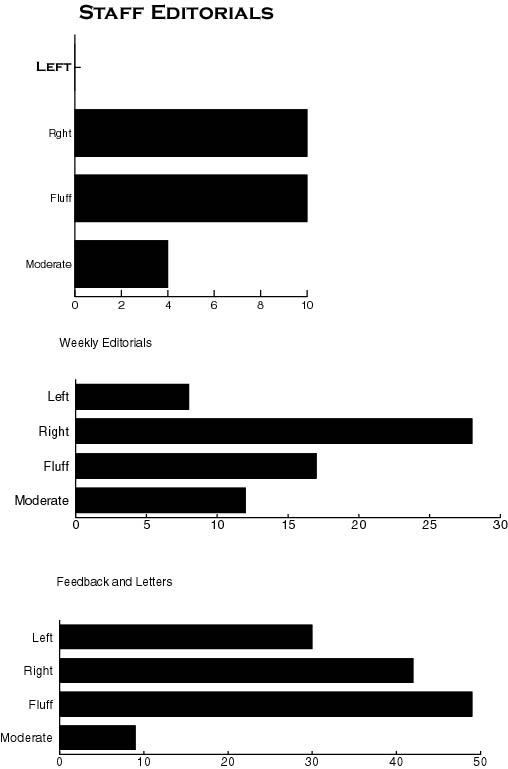 STAFF EDITORIALS
LEFT
Rght
Fluff
Moderate
0 2 4 6 8 10
Weekly Editorials
Left
Right
Fluff
Moderate
0 5 10 15 20 25 30
Feedback and Letters
Left
Right
Fluff
Moderate
0 10 20 30 40 50